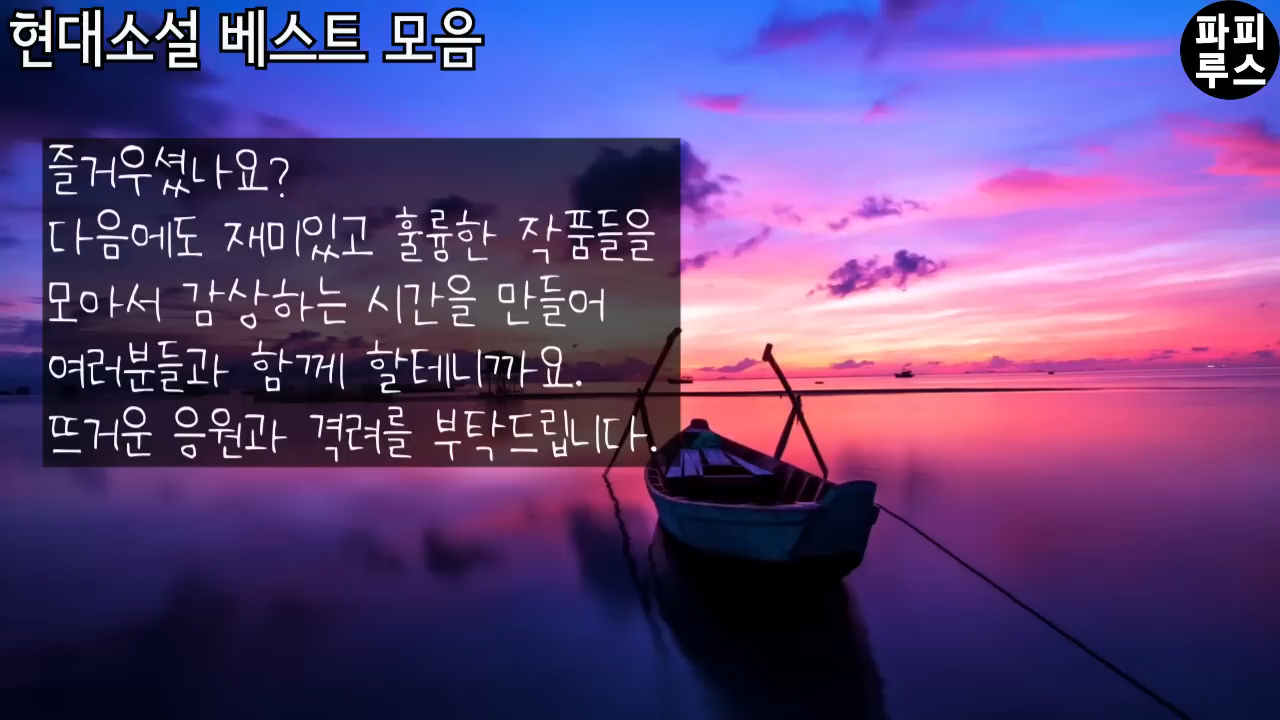 현대소설 베스트 모음
파피
루스
즐거우셨나요?
다음에도 재미있고 훌륭한 작품들을
모아서 감상하는 시간을 만들어
여러분들과 함께 할테니까요.
뜨거운 응원과 격려를 부탁드립니다.